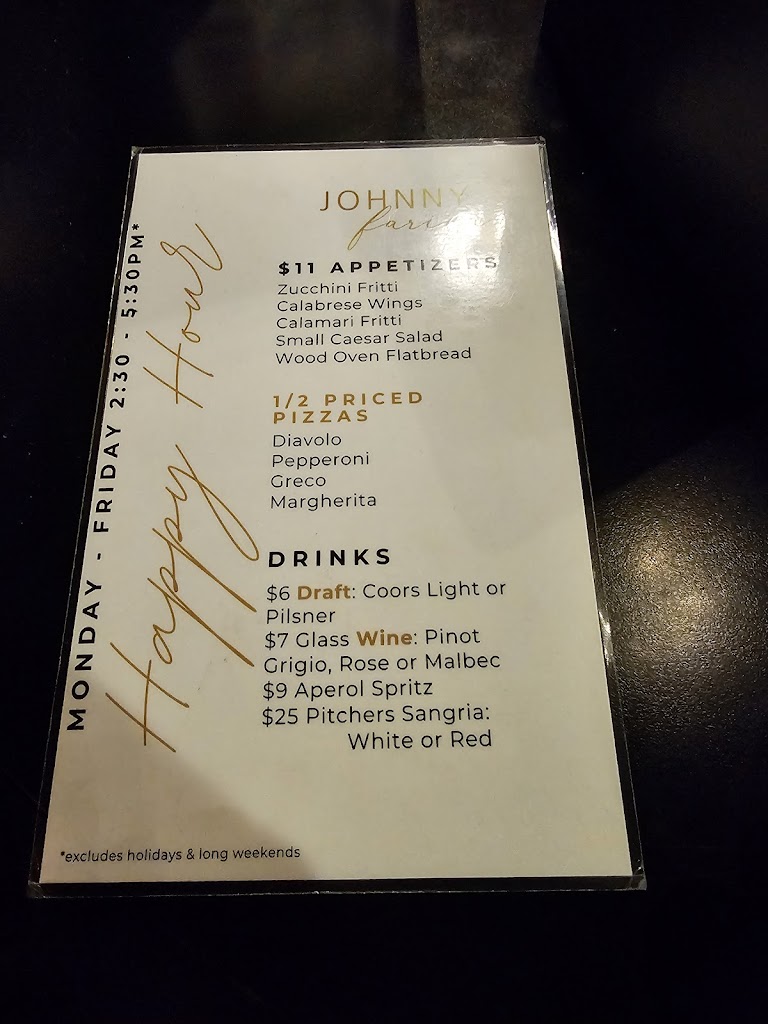 JOHNNY
$11 APPETIZERS
Zucchini Fritti
Calabrese Wings
Calamari Fritti
Small Caesar Salad
Wood Oven Flatbread
1/2 PRICED
PIZZAS
Diavolo
Pepperoni
Greco
Margherita
DRINKS
$6 Draft: Coors Light or
Pilsner
$7 Glass Wine: Pinot
Grigio, Rose or Malbec
$9 Aperol Spritz
$25 Pitchers Sangria:
White or Red
MONDAY - FRIDAY 2:30 - 5:30PM*
Happy Hour
*excludes holidays & long weekends